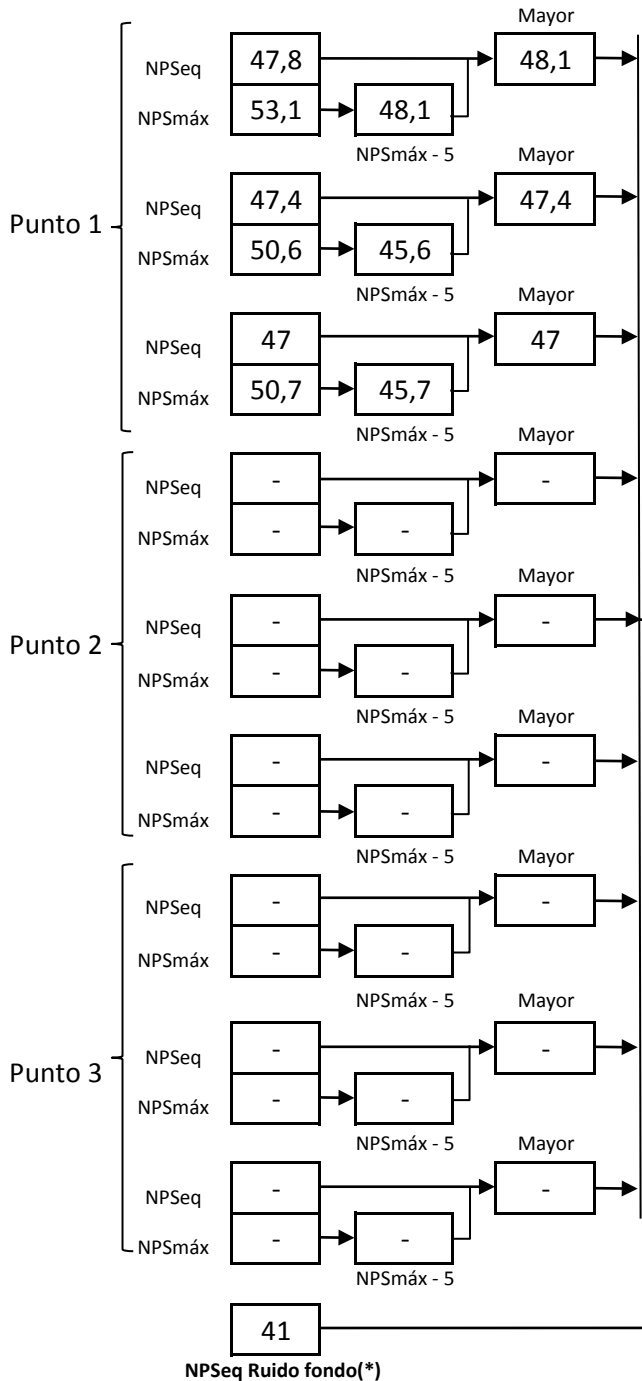 Mayor
NPSeq 47,8 48,1
NPSmáx 53,1 48,1
NPSmáx - 5 Mayor
Punto 1
NPSeq 47,4 47,4
NPSmáx 50,6 45,6
NPSmáx - 5 Mayor
NPSeq 47 47
NPSmáx 50,7 45,7
NPSmáx - 5 Mayor
NPSeq - -
NPSmáx - -
NPSmáx - 5 Mayor
Punto 2
NPSeq - -
NPSmáx - -
NPSmáx - 5 Mayor
NPSeq - -
NPSmáx - -
NPSmáx - 5 Mayor
NPSeq - -
NPSmáx - -
NPSmáx - 5 Mayor
Punto 3
NPSeq - -
NPSmáx - -
NPSmáx - 5 Mayor
NPSeq - -
NPSmáx - -
NPSmáx - 5
41
NPSeq Ruido fondo(*)